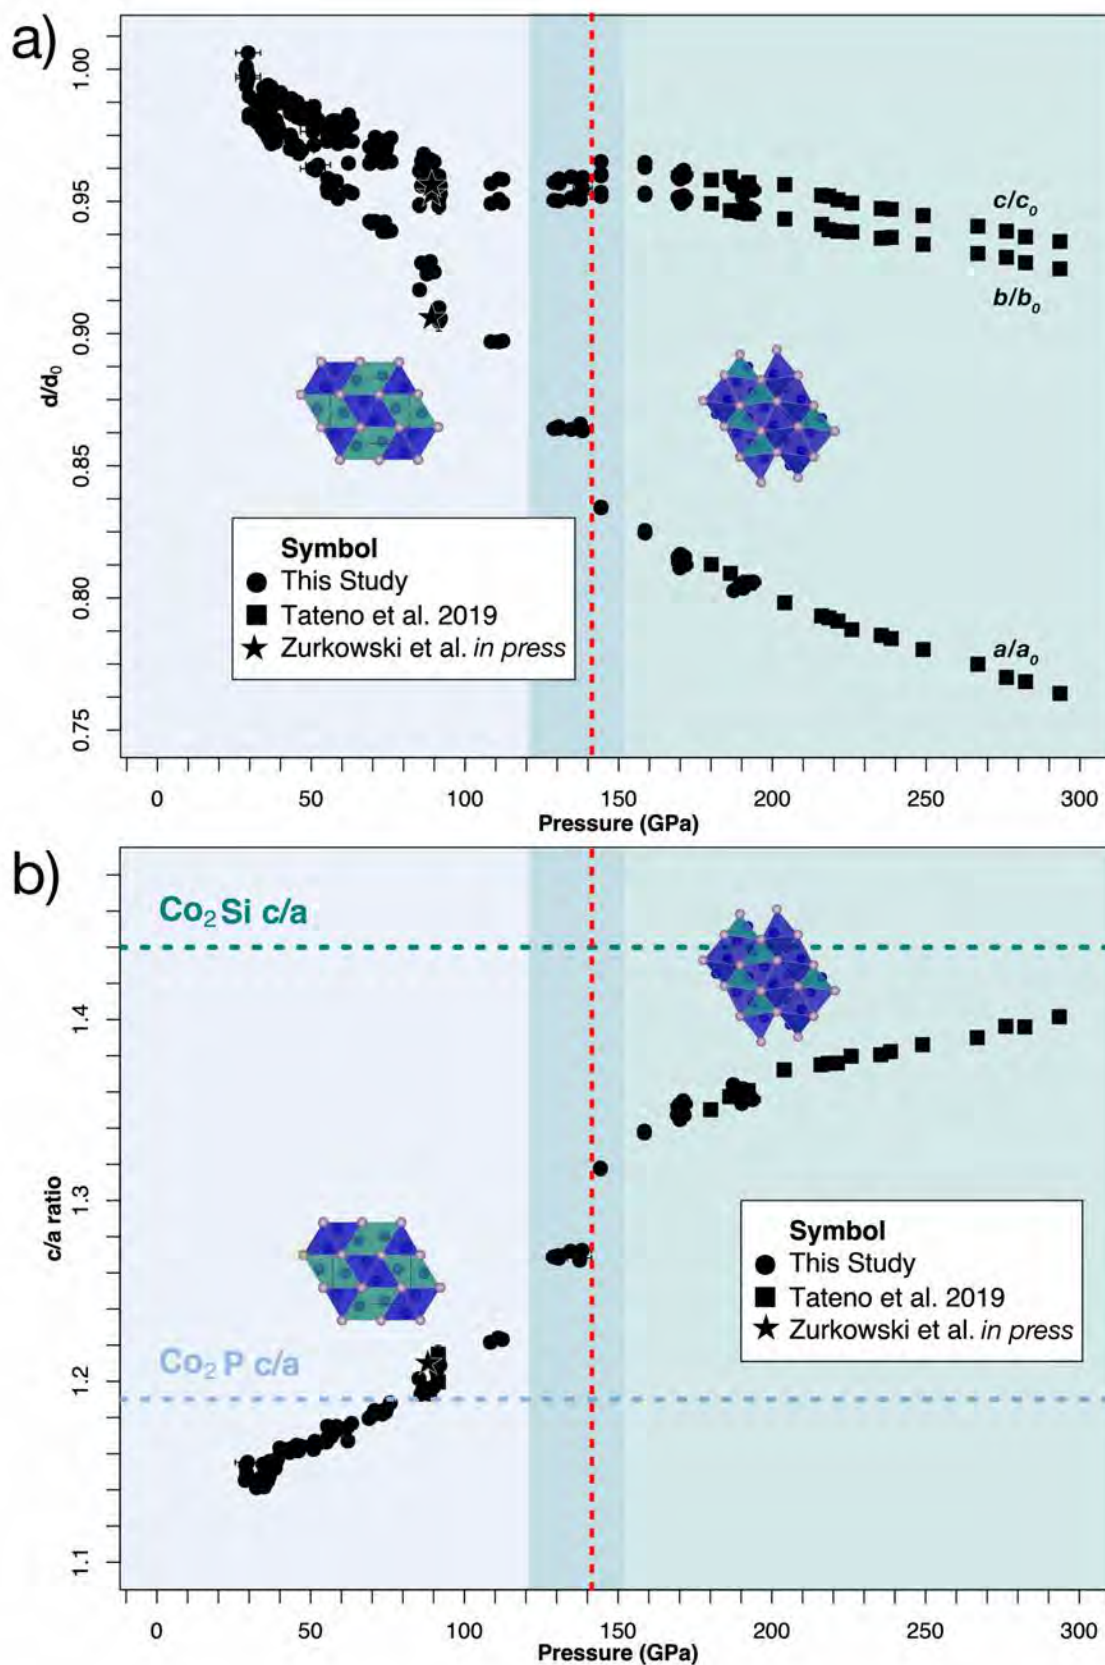 a)
1.00
0.95
0.90
0.85
0.80
0.75
d/d₀
c/c₀
b/b₀
a/a₀
Symbol
This Study
Tateno et al. 2019
Zurkowski et al. in press
0 50 100 150 200 250 300
Pressure (GPa)
b)
Co₂Si c/a
1.4
1.3
1.2
1.1
c/a ratio
Symbol
This Study
Tateno et al. 2019
Zurkowski et al. in press
Co₂P c/a
0 50 100 150 200 250 300
Pressure (GPa)